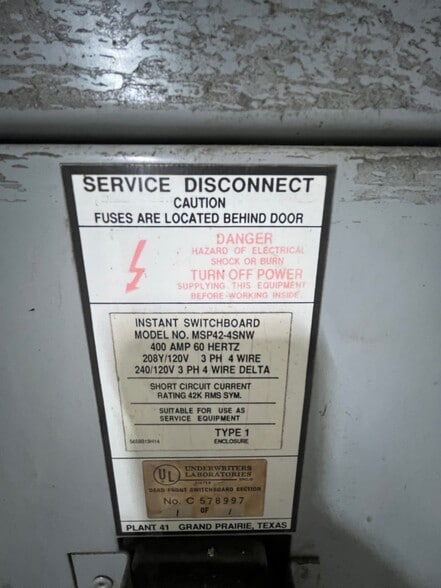 SERVICE DISCONNECT
CAUTION
FUSES ARE LOCATED BEHIND DOOR
DANGER
HAZARD OF ELECTRICAL
SHOCK OR BURN
TURN OFF POWER
SUPPLYING THIS EQUIPMENT
BEFORE WORKING INSIDE
INSTANT SWITCHBOARD
MODEL NO. MSP42-4SNW
400 AMP 60 HERTZ
208Y/120V 3 PH 4 WIRE
240/120V 3 PH 4 WIRE DELTA
SHORT CIRCUIT CURRENT
RATING 42K RMS SYM.
SUITABLE FOR USE AS
SERVICE EQUIPMENT
TYPE 1
ENCLOSURE
UL
UNDERWRITERS
LABORATORIES
DEAD FRONT SWITCHBOARD SECTION
No. C 578997
1 OF 1
PLANT 41 GRAND PRAIRIE, TEXAS